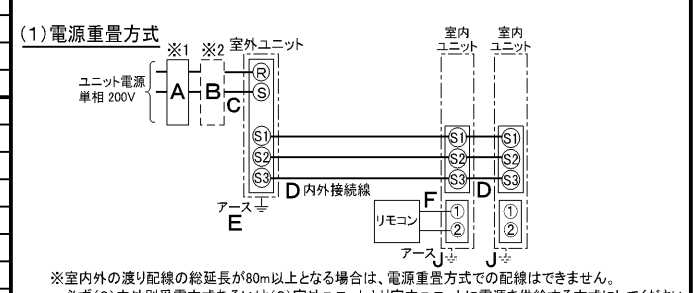 (1)電源重畳方式
※1 ※2 室外ユニット 室内ユニット 室内ユニット
ユニット電源
単相 200V
A B C
R
S
S1 S1 S1
S2 S2 S2
S3 S3 S3
D 内外接続線 D
アース
E
F
リモコン
① ①
② ②
アース J J
※室内外の渡り配線の総延長が80m以上となる場合は、電源重畳方式での配線はできません。